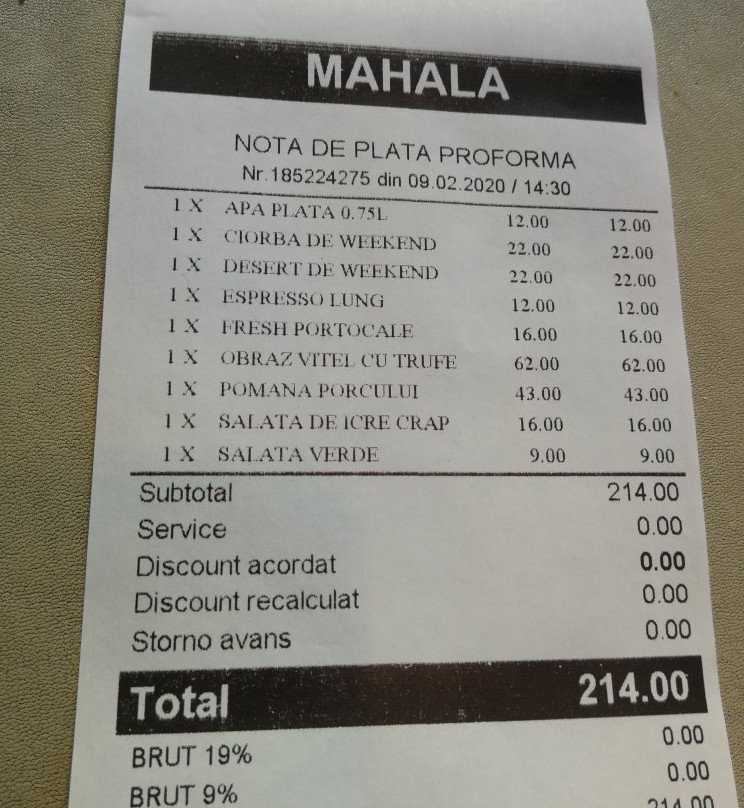 MAHALA
NOTA DE PLATA PROFORMA
Nr.185224275 din 09.02.2020 / 14:30
1 X APA PLATA 0.75L 12.00 12.00
1 X CIORBA DE WEEKEND 22.00 22.00
1 X DESERT DE WEEKEND 22.00 22.00
1 X ESPRESSO LUNG 12.00 12.00
1 X FRESH PORTOCALE 16.00 16.00
1 X OBRAZ VITEL CU TRUFE 62.00 62.00
1 X POMANA PORCULUI 43.00 43.00
1 X SALATA DE ICRE CRAP 16.00 16.00
1 X SALATA VERDE 9.00 9.00
Subtotal 214.00
Service 0.00
Discount acordat 0.00
Discount recalculat 0.00
Storno avans 0.00
Total 214.00
BRUT 19% 0.00
BRUT 9% 0.00
214.00